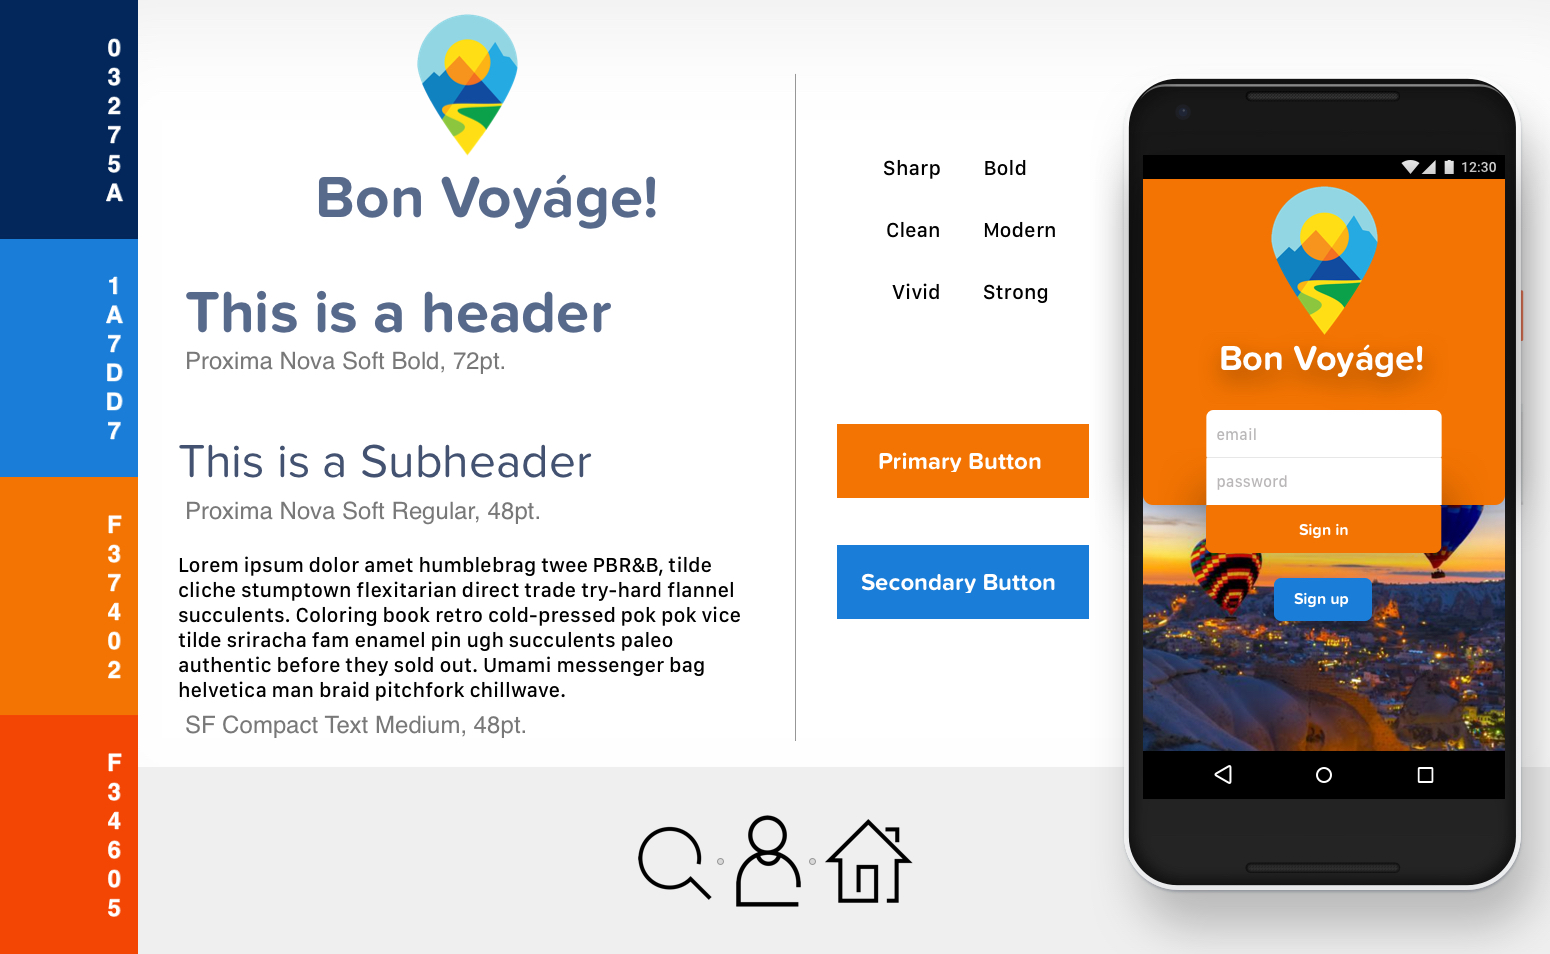 03275A
1A7DD7
F37402
F34605
Bon Voyáge!
This is a header
Proxima Nova Soft Bold, 72pt.
This is a Subheader
Proxima Nova Soft Regular, 48pt.
Lorem ipsum dolor amet humblebrag twee PBR&B, tilde
cliche stumptown flexitarian direct trade try-hard flannel
succulents. Coloring book retro cold-pressed pok pok vice
tilde sriracha fam enamel pin ugh succulents paleo
authentic before they sold out. Umami messenger bag
helvetica man braid pitchfork chillwave.
SF Compact Text Medium, 48pt.
Sharp Bold
Clean Modern
Vivid Strong
Primary Button
Secondary Button
12:30
Bon Voyáge!
email
password
Sign in
Sign up